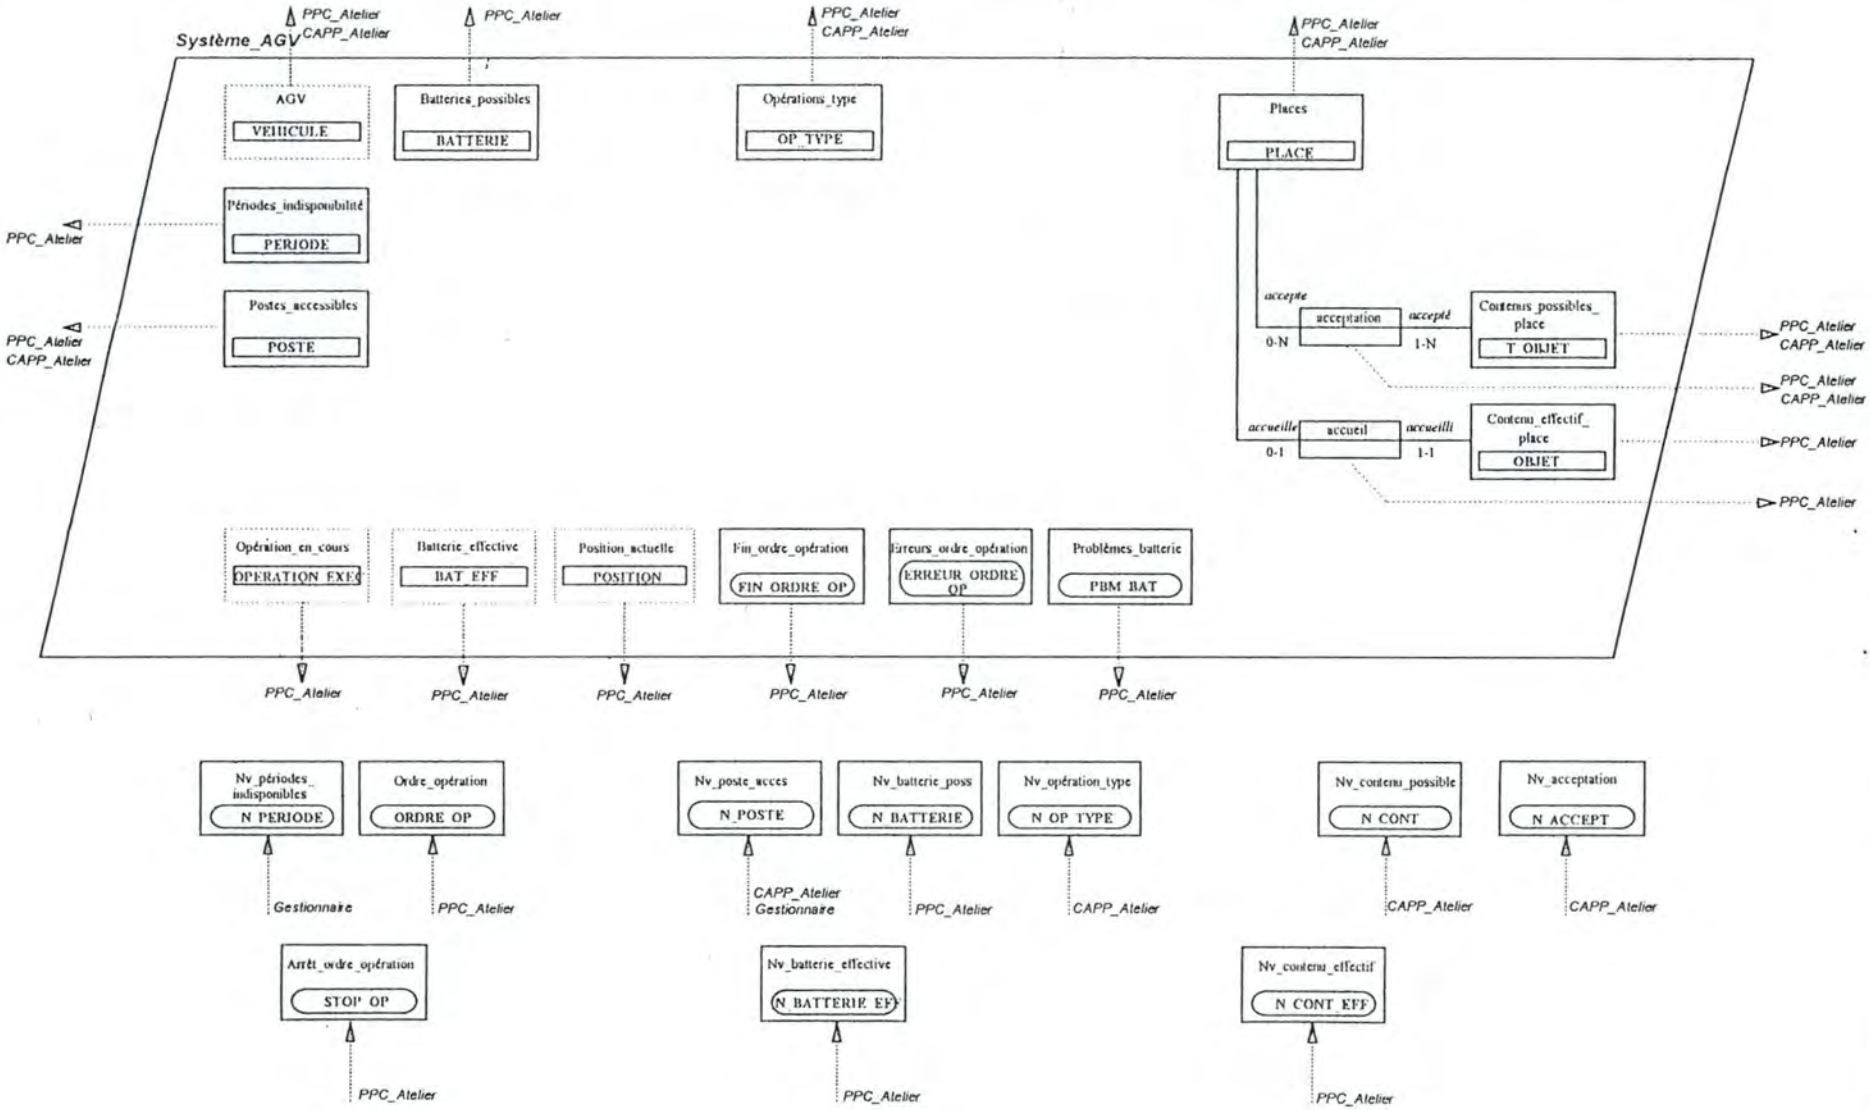 PPC_Atelier
CAPP_Atelier
PPC_Atelier
PPC_Atelier
CAPP_Atelier
PPC_Atelier
CAPP_Atelier
Système_AGV
AGV
VEHICULE
Batteries_possibles
BATTERIE
Opérations_type
OP_TYPE
Places
PLACE
Périodes_indisponibilité
PERIODE
PPC_Atelier
Postes_accessibles
POSTE
PPC_Atelier
CAPP_Atelier
accepte
acceptation
accepté
0-N
1-N
Contenus_possibles_
place
T_OBJET
PPC_Atelier
CAPP_Atelier
PPC_Atelier
CAPP_Atelier
accueille
accueil
accueilli
0-1
1-1
Contenu_effectif_
place
OBJET
PPC_Atelier
PPC_Atelier
Opération_en_cours
OPERATION_EXEC
Batterie_effective
BAT_EFF
Position_actuelle
POSITION
Fin_ordre_opération
FIN_ORDRE_OP
Erreurs_ordre_opération
ERREUR_ORDRE
OP
Problèmes_batterie
PBM_BAT
PPC_Atelier
PPC_Atelier
PPC_Atelier
PPC_Atelier
PPC_Atelier
PPC_Atelier
Nv_périodes_
indisponibles
N_PERIODE
Ordre_opération
ORDRE_OP
Nv_poste_acces
N_POSTE
Nv_batterie_poss
N_BATTERIE
Nv_opération_type
N_OP_TYPE
Nv_contenu_possible
N_CONT
Nv_acceptation
N_ACCEPT
Gestionnaire
PPC_Atelier
CAPP_Atelier
Gestionnaire
PPC_Atelier
CAPP_Atelier
CAPP_Atelier
CAPP_Atelier
Arrêt_ordre_opération
STOP_OP
Nv_batterie_effective
N_BATTERIE_EFF
Nv_contenu_effectif
N_CONT_EFF
PPC_Atelier
PPC_Atelier
PPC_Atelier